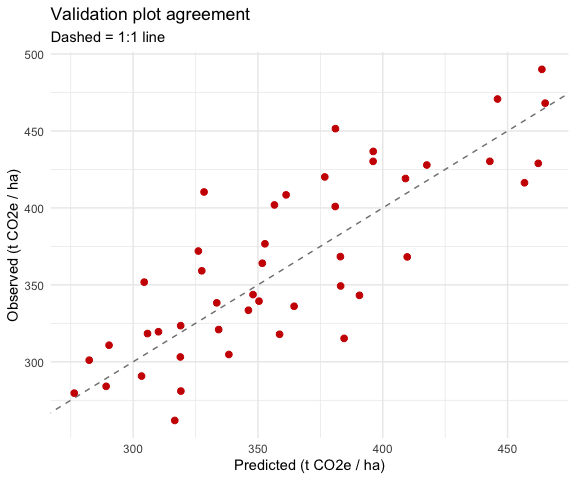 Validation plot agreement
Dashed = 1:1 line
Observed (t CO2e / ha)
500
450
400
350
300
300 350 400 450
Predicted (t CO2e / ha)